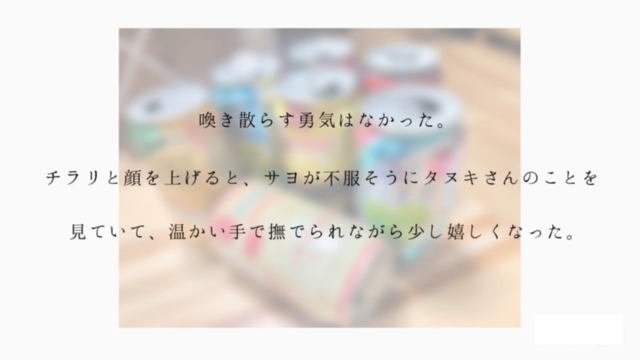 喚き散らす勇気はなかった。
チラリと顔を上げると、サヨが不服そうにタヌキさんのことを
見ていて、温かい手で撫でられながら少し嬉しくなった。